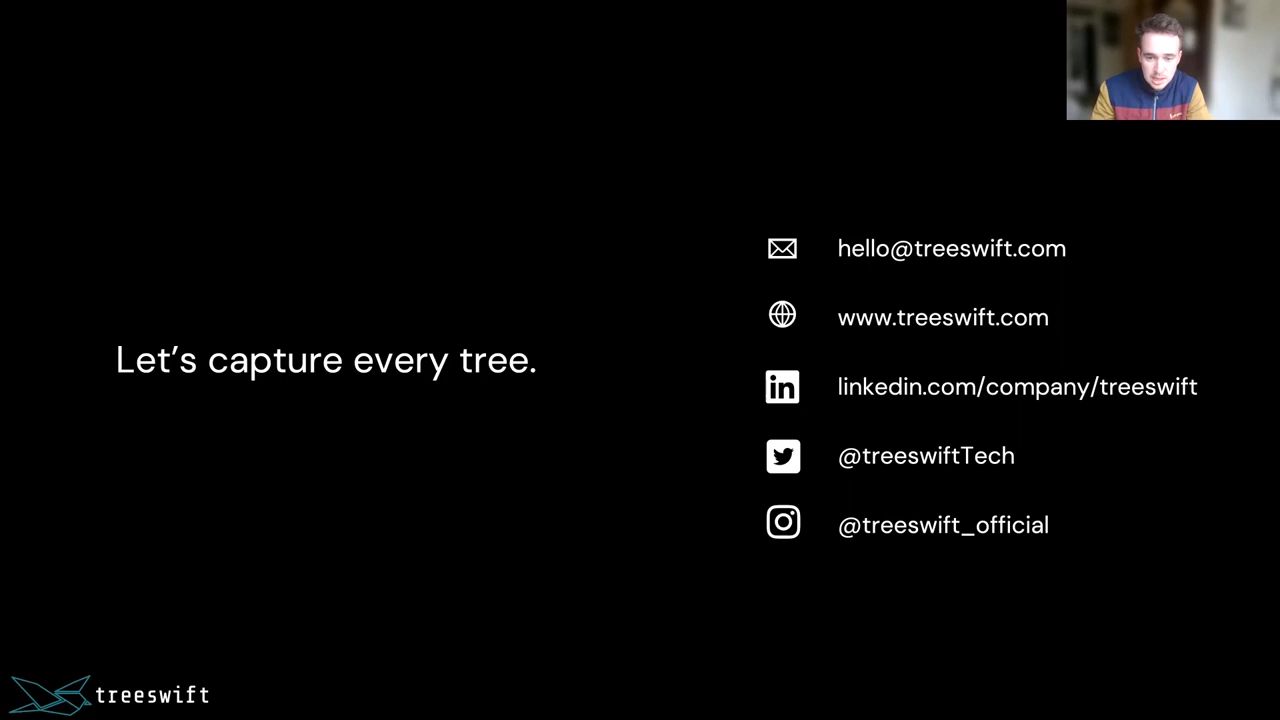 Let’s capture every tree.
hello@treeswift.com
www.treeswift.com
linkedin.com/company/treeswift
@treeswiftTech
@treeswift_official
treeswift